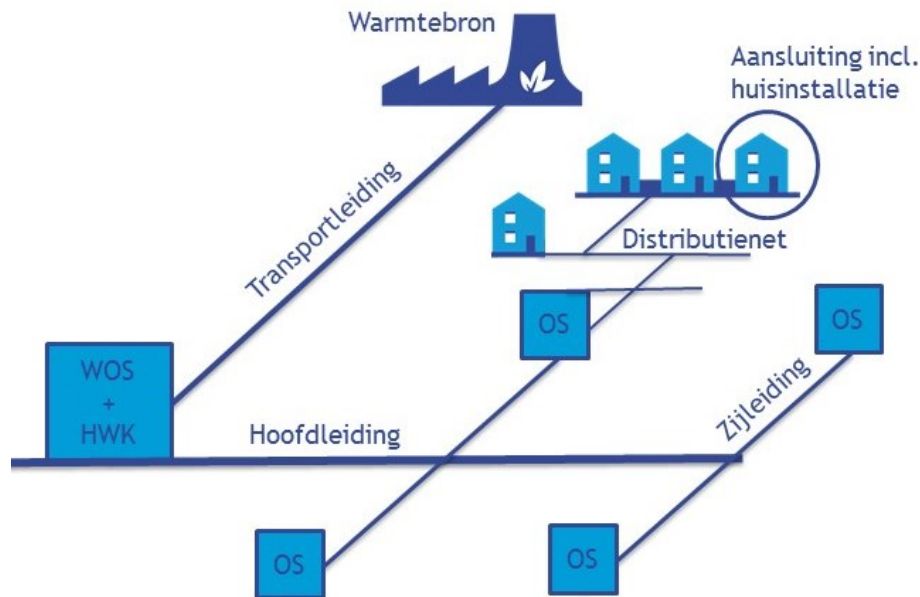 Warmtebron
Aansluiting incl.
huisinstallatie
Transportleiding
Distributienet
OS
OS
WOS
+
HWK
Hoofdleiding
Zijleiding
OS
OS